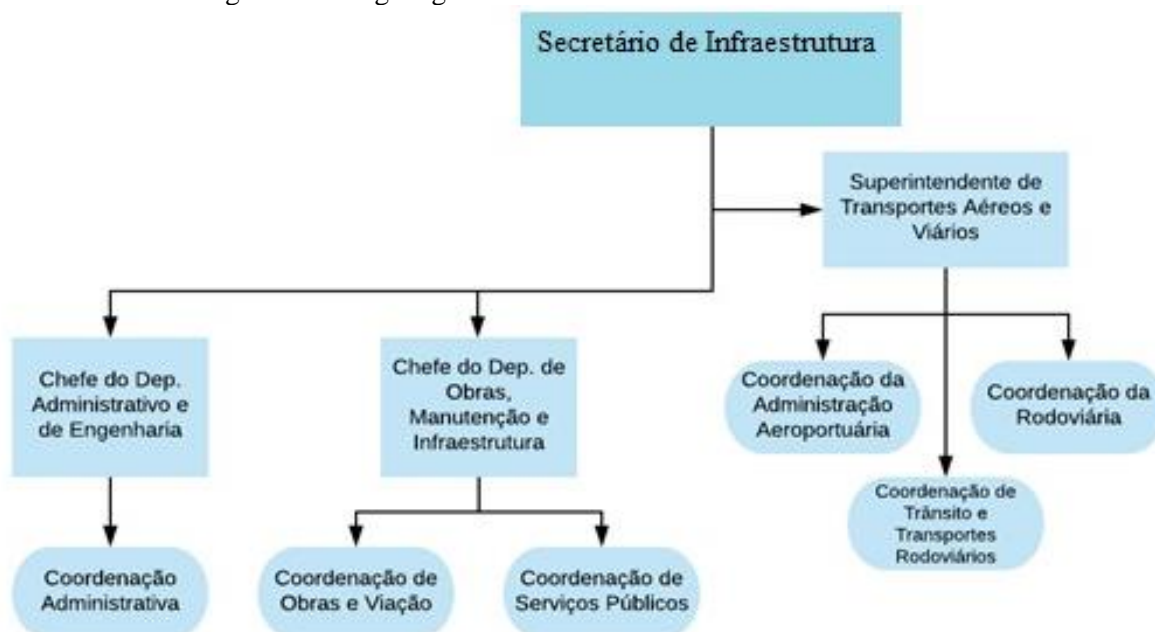 Secretário de Infraestrutura
Superintendente de
Transportes Aéreos e
Viários
Chefe do Dep.
Administrativo e
de Engenharia
Chefe do Dep. de
Obras,
Manutenção e
Infraestrutura
Coordenação da
Administração
Aeroportuária
Coordenação da
Rodoviária
Coordenação de
Trânsito e
Transportes
Rodoviários
Coordenação
Administrativa
Coordenação de
Obras e Viação
Coordenação de
Serviços Públicos